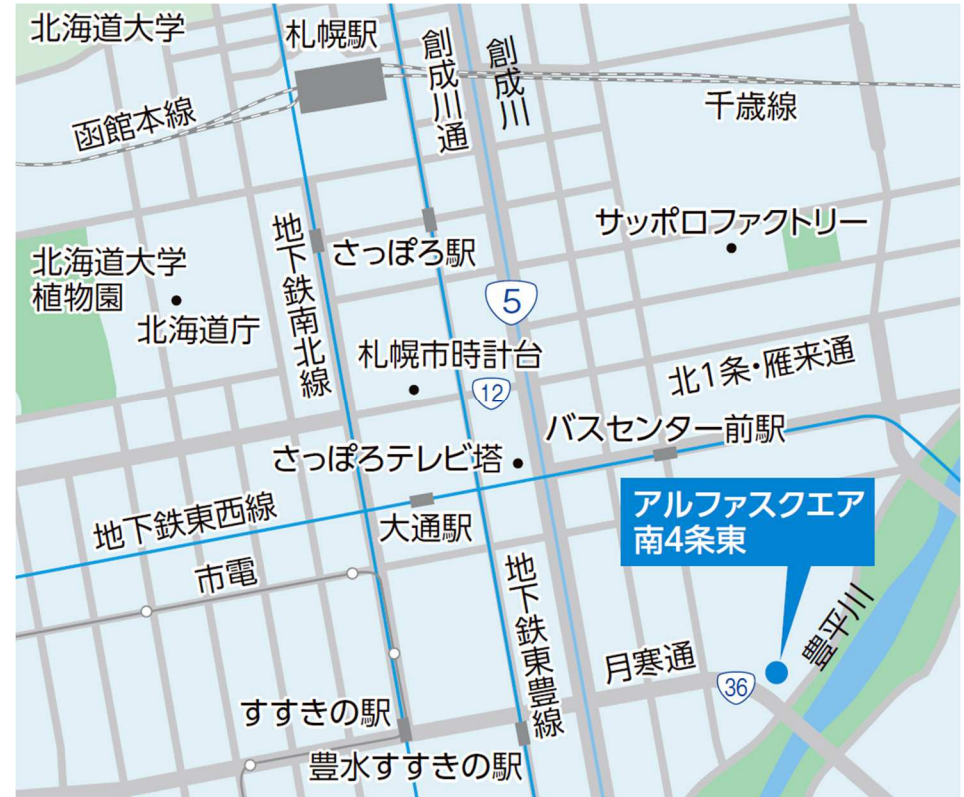 北海道大学
札幌駅
創成川通
創成川
函館本線
千歳線
サッポロファクトリー
地下鉄南北線
さっぽろ駅
北海道大学
植物園
北海道庁
5
札幌市時計台
12
北1条・雁来通
バスセンター前駅
さっぽろテレビ塔
アルファスクエア
南4条東
地下鉄東西線
大通駅
市電
地下鉄東豊線
豊平川
月寒通
36
すすきの駅
豊水すすきの駅